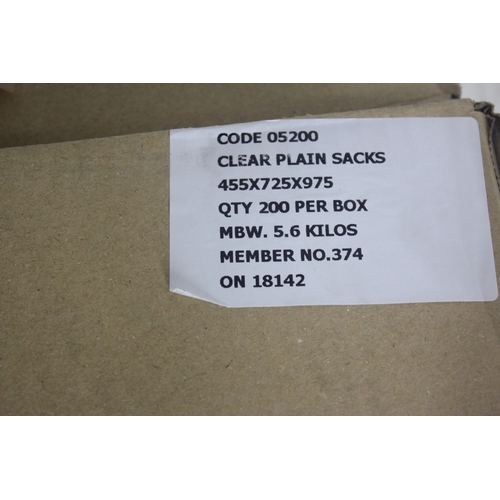 CODE 05200
CLEAR PLAIN SACKS
455X725X975
QTY 200 PER BOX
MBW. 5.6 KILOS
MEMBER NO.374
ON 18142